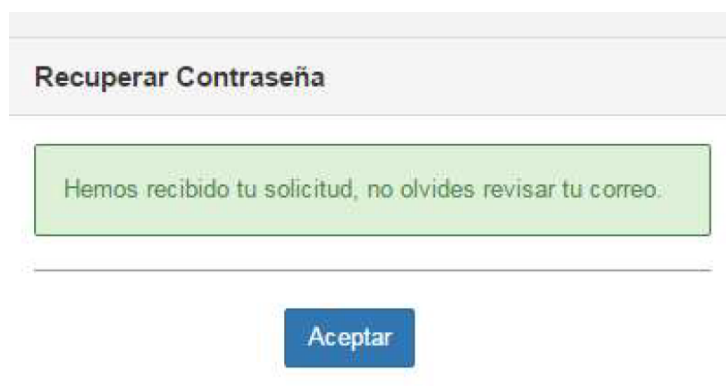 Recuperar Contraseña
Hemos recibido tu solicitud, no olvides revisar tu correo.
Aceptar